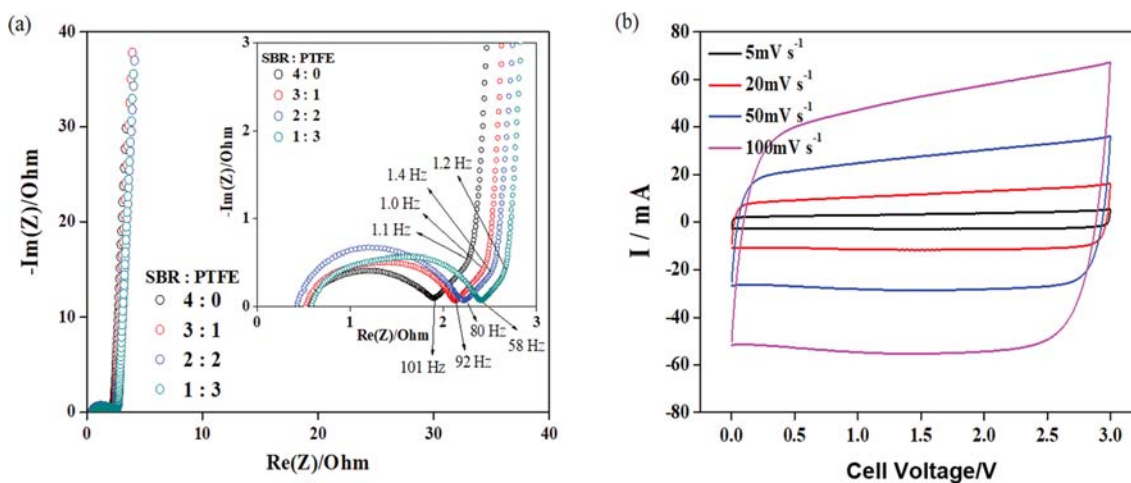 (a)
40
30
20
10
0
-Im(Z)/Ohm
0
10
20
30
40
Re(Z)/Ohm
SBR : PTFE
4 : 0
3 : 1
2 : 2
1 : 3
3
2
1
0
-Im(Z)/Ohm
SBR : PTFE
4 : 0
3 : 1
2 : 2
1 : 3
1.2 Hz
1.4 Hz
1.0 Hz
1.1 Hz
0
1
2
3
Re(Z)/Ohm
80 Hz
58 Hz
101 Hz
92 Hz
(b)
80
60
40
20
0
-20
-40
-60
-80
I / mA
5mV s⁻¹
20mV s⁻¹
50mV s⁻¹
100mV s⁻¹
0.0
0.5
1.0
1.5
2.0
2.5
3.0
Cell Voltage/V